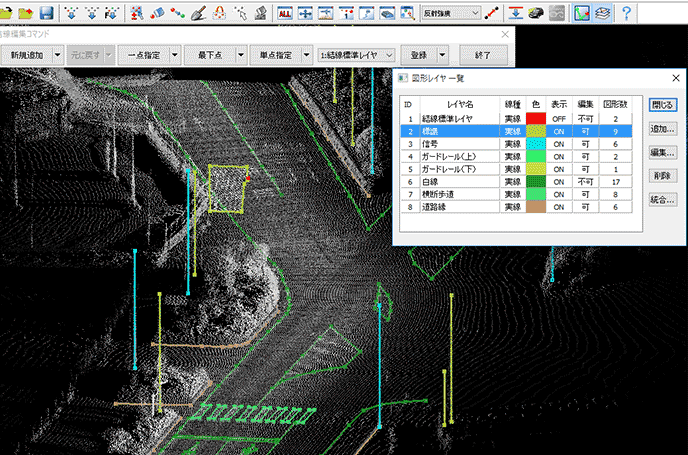 ALL
反射強度
結線編集コマンド
新規追加
元に戻す
一点指定
最下点
単点指定
1:結線標準レイヤ
登録
終了
図形レイヤ一覧
ID レイヤ名 線種 色 表示 編集 図形数
1 結線標準レイヤ 実線 OFF 不可 2
2 標識 実線 ON 可 9
3 信号 実線 ON 可 6
4 ガードレール(上) 実線 ON 可 2
5 ガードレール(下) 実線 ON 可 1
6 白線 実線 ON 不可 17
7 横断歩道 実線 ON 可 8
8 道路縁 実線 ON 可 6
閉じる
追加...
編集...
削除
統合...